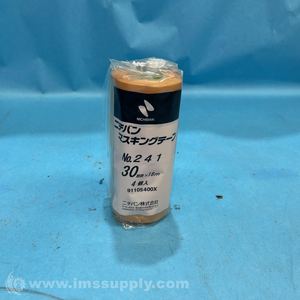 NICHIBAN
ニチバン
マスキングテープ
No.241
30mm×18m
4個入
91105400X
ニチバン株式会社
© www.imssupply.com